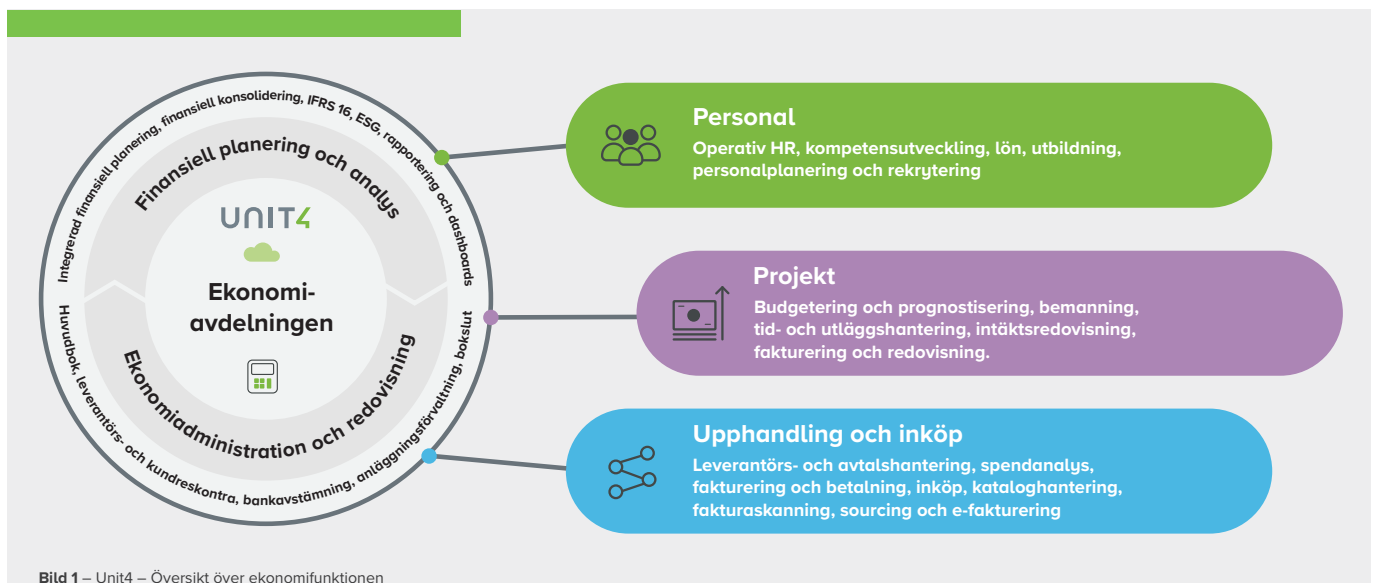 Integrerad finansiell planering, finansiell konsolidering, IFRS 16, ESG, rapportering och dashboards
Finansiell planering och analys
UNIT4
Ekonomi-
avdelningen
Ekonomiadministration och redovisning
Huvudbok, leverantörs- och kundreskontra, bankavstämning, anläggningsförvaltning, bokslut
Personal
Operativ HR, kompetensutveckling, lön, utbildning,
personalplanering och rekrytering
Projekt
Budgetering och prognostisering, bemanning,
tid- och utläggshantering, intäktsredovisning,
fakturering och redovisning.
Upphandling och inköp
Leverantörs- och avtalshantering, spendanalys,
fakturering och betalning, inköp, kataloghantering,
fakturaskanning, sourcing och e-fakturering
Bild 1 – Unit4 – Översikt över ekonomifunktionen